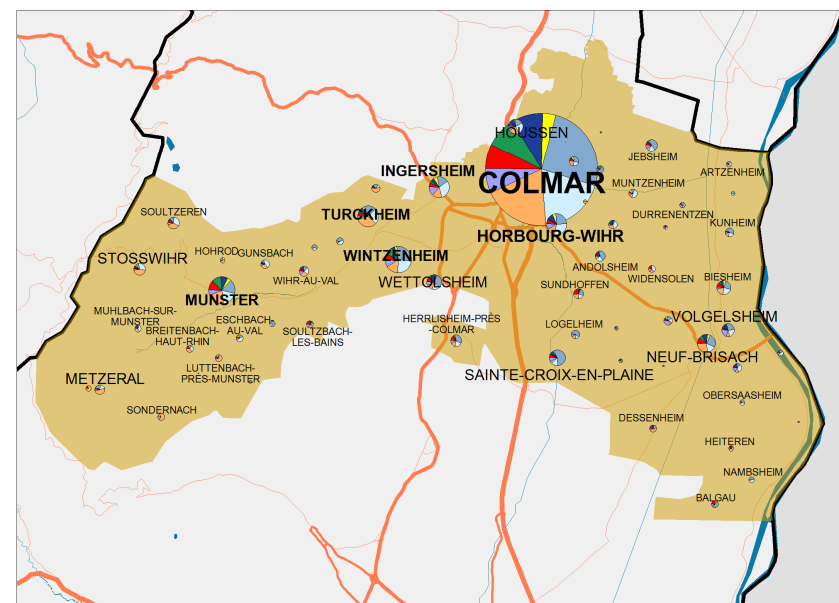 HOUSSEN
JEBSHEIM
INGERSHEIM
COLMAR
ARTZENHEIM
MUNTZENHEIM
SOULTZEREN
TURCKHEIM
DURRENENTZEN
KUNHEIM
HORBOURG-WIHR
HOHROD
GUNSBACH
STOSSWIHR
WINTZENHEIM
ANDOLSHEIM
WIDENSOLEN
WIHR-AU-VAL
WETTOLSHEIM
SUNDHOFFEN
BIESHEIM
MUNSTER
MUHLBACH-SUR-
MUNSTER
ESCHBACH-
AU-VAL
BREITENBACH-
HAUT-RHIN
SOULTZBACH-
LES-BAINS
HERRLISHEIM-PRÈS
-COLMAR
LOGELHEIM
VOLGELSHEIM
LUTTENBACH-
PRÈS-MUNSTER
NEUF-BRISACH
METZERAL
SAINTE-CROIX-EN-PLAINE
OBERSAASHEIM
SONDERNACH
DESSENHEIM
HEITEREN
NAMBSHEIM
BALGAU